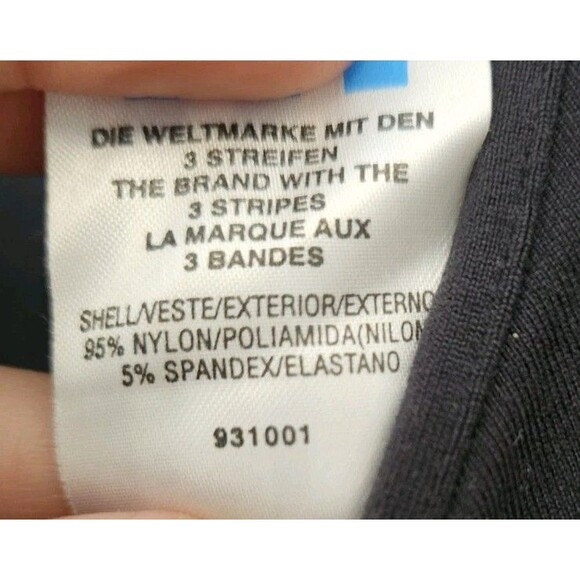 DIE WELTMARKE MIT DEN
3 STREIFEN
THE BRAND WITH THE
3 STRIPES
LA MARQUE AUX
3 BANDES
SHELL/VESTE/EXTERIOR/EXTERNO
95% NYLON/POLIAMIDA(NILON
5% SPANDEX/ELASTANO
931001